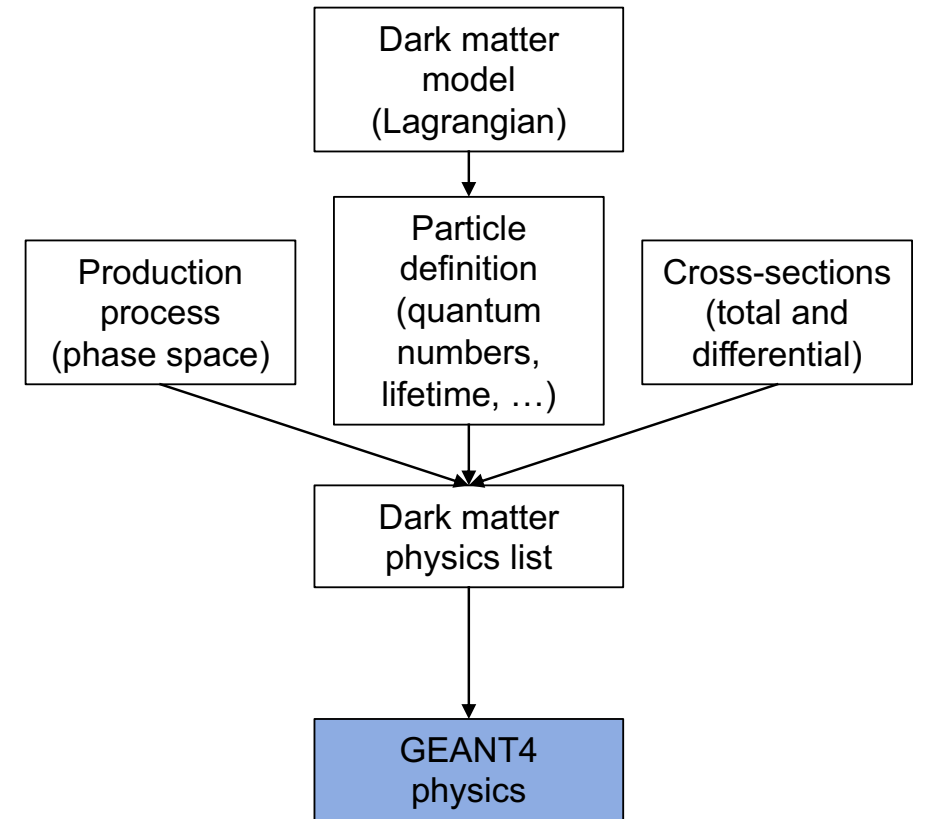 Dark matter
model
(Lagrangian)
Production
process
(phase space)
Particle
definition
(quantum
numbers,
lifetime, …)
Cross-sections
(total and
differential)
Dark matter
physics list
GEANT4
physics